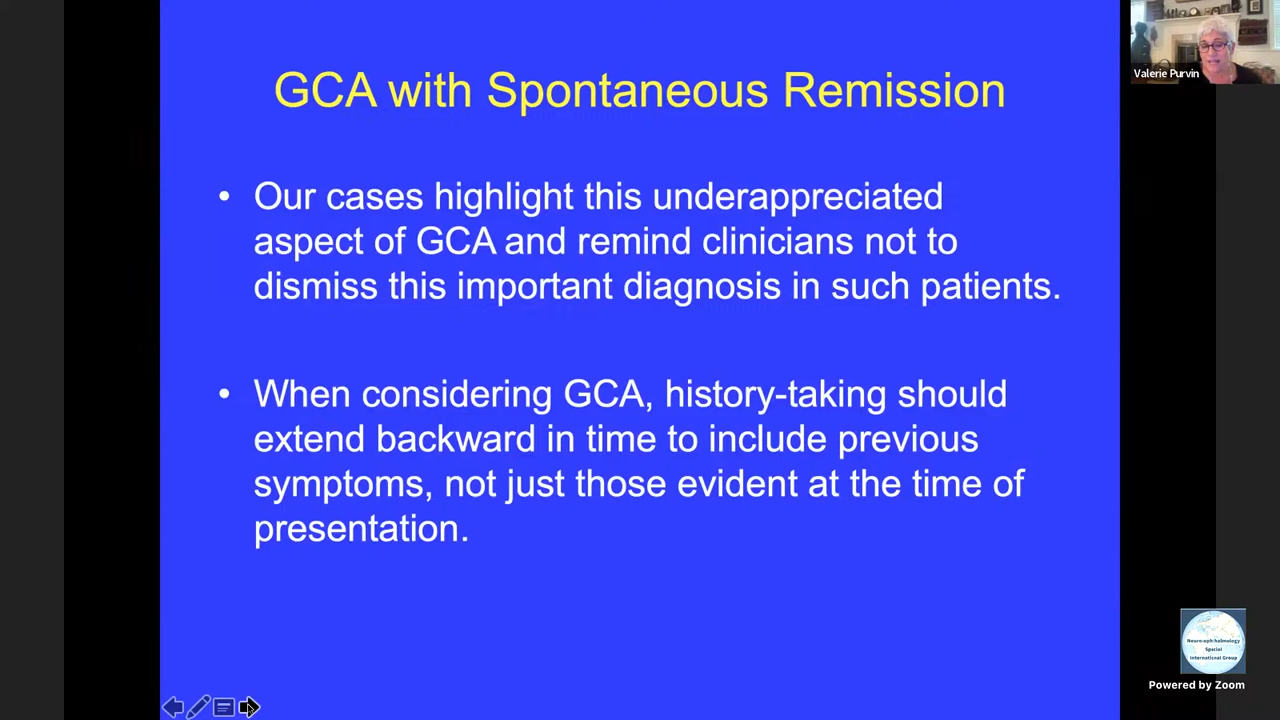 GCA with Spontaneous Remission
• Our cases highlight this underappreciated
aspect of GCA and remind clinicians not to
dismiss this important diagnosis in such patients.
• When considering GCA, history-taking should
extend backward in time to include previous
symptoms, not just those evident at the time of
presentation.
Valerie Purvin
Neuro-ophthalmology
Special
International Group
Powered by Zoom